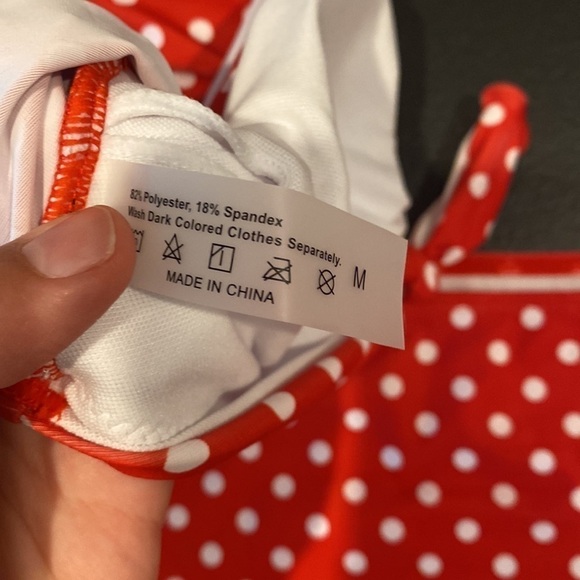 82% Polyester, 18% Spandex
Wash Dark Colored Clothes Separately.
M
MADE IN CHINA